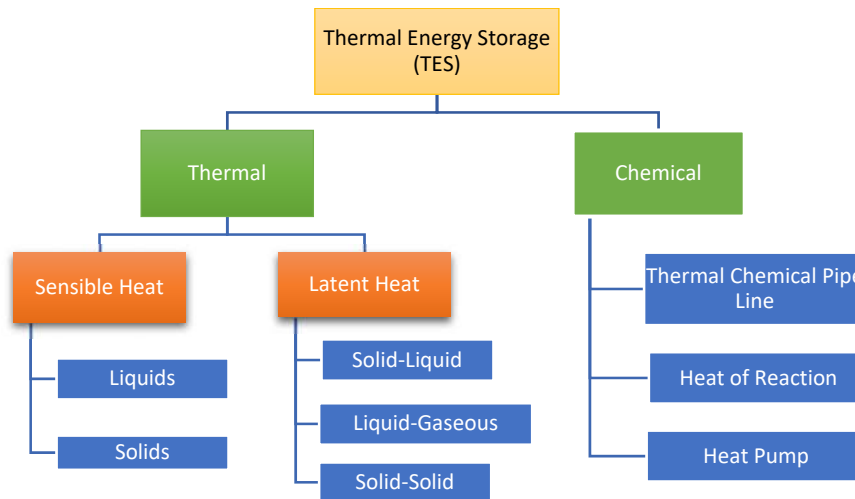 Thermal Energy Storage
(TES)
Thermal
Chemical
Sensible Heat
Latent Heat
Thermal Chemical Pipe
Line
Solid-Liquid
Liquids
Heat of Reaction
Liquid-Gaseous
Solids
Heat Pump
Solid-Solid